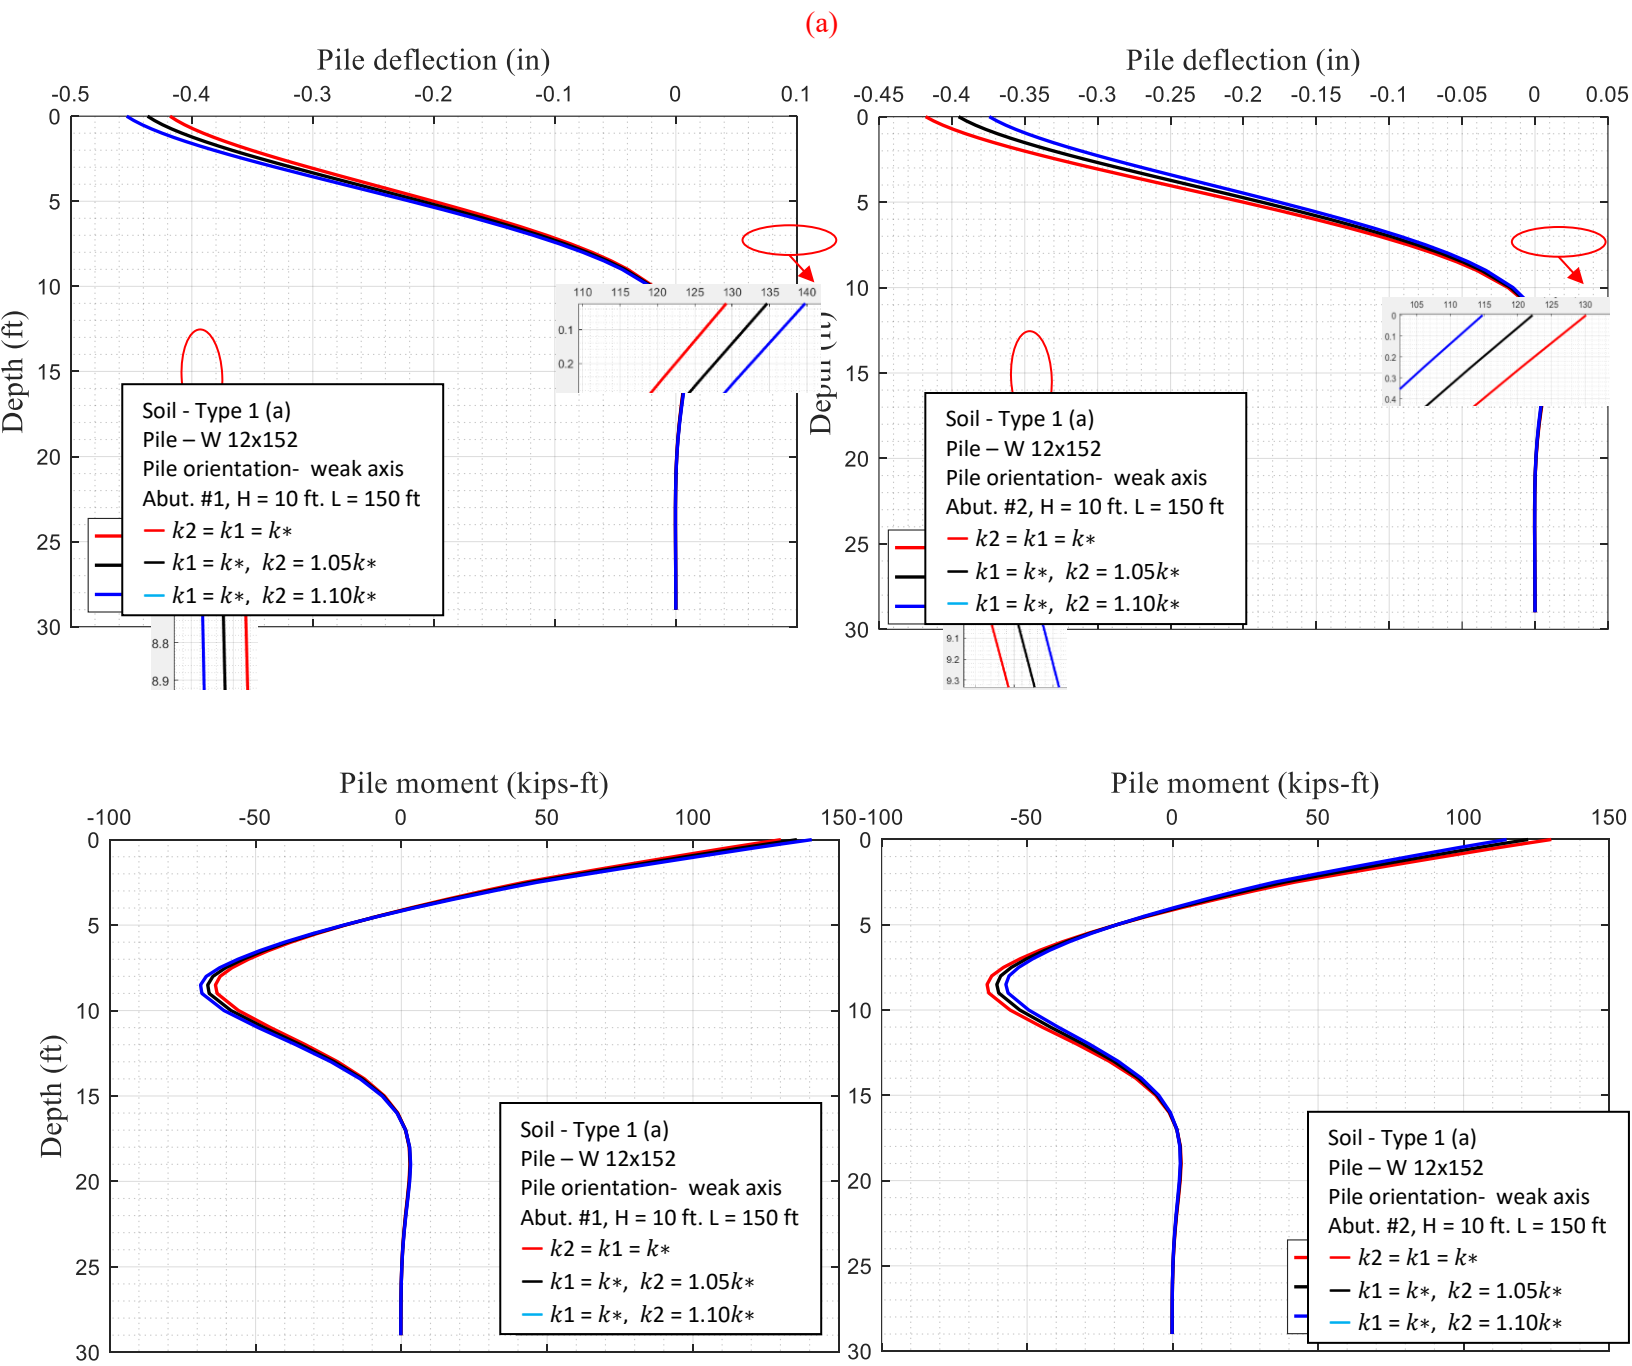 (a)
Pile deflection (in)
-0.5 -0.4 -0.3 -0.2 -0.1 0 0.1
0
5
10
15
20
25
30
Depth (ft)
110 115 120 125 130 135 140
0.1
0.2
Soil - Type 1 (a)
Pile – W 12x152
Pile orientation- weak axis
Abut. #1, H = 10 ft. L = 150 ft
k2 = k1 = k*
k1 = k*, k2 = 1.05k*
k1 = k*, k2 = 1.10k*
8.8
8.9
Pile deflection (in)
-0.45 -0.4 -0.35 -0.3 -0.25 -0.2 -0.15 -0.1 -0.05 0 0.05
0
5
10
15
20
25
30
Depth (ft)
105 110 115 120 125 130
0
0.1
0.2
0.3
0.4
Soil - Type 1 (a)
Pile – W 12x152
Pile orientation- weak axis
Abut. #2, H = 10 ft. L = 150 ft
k2 = k1 = k*
k1 = k*, k2 = 1.05k*
k1 = k*, k2 = 1.10k*
9.1
9.2
9.3
Pile moment (kips-ft)
-100 -50 0 50 100 150
0
5
10
15
20
25
30
Depth (ft)
Soil - Type 1 (a)
Pile – W 12x152
Pile orientation- weak axis
Abut. #1, H = 10 ft. L = 150 ft
k2 = k1 = k*
k1 = k*, k2 = 1.05k*
k1 = k*, k2 = 1.10k*
Pile moment (kips-ft)
-100 -50 0 50 100 150
0
5
10
15
20
25
30
Soil - Type 1 (a)
Pile – W 12x152
Pile orientation- weak axis
Abut. #2, H = 10 ft. L = 150 ft
k2 = k1 = k*
k1 = k*, k2 = 1.05k*
k1 = k*, k2 = 1.10k*